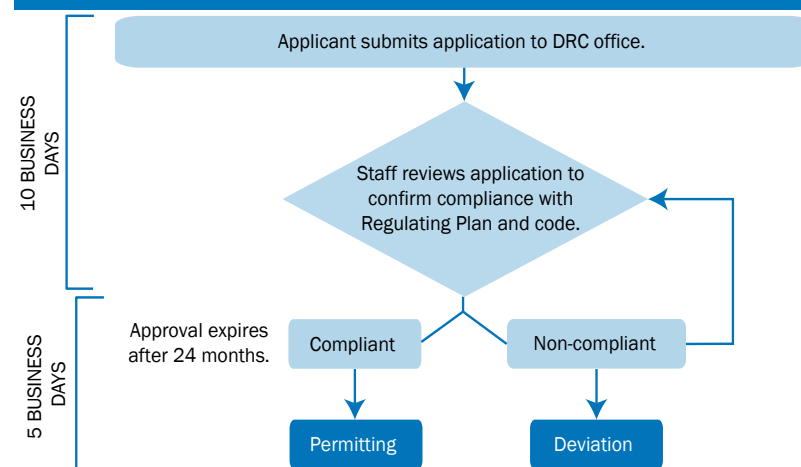 Applicant submits application to DRC office.
10 BUSINESS
DAYS
Staff reviews application to
confirm compliance with
Regulating Plan and code.
5 BUSINESS
DAYS
Approval expires
after 24 months.
Compliant
Non-compliant
Permitting
Deviation